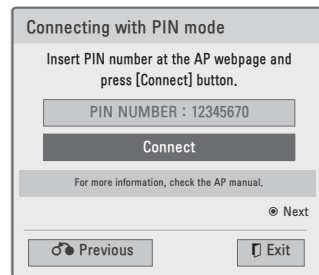 Connecting with PIN mode
Insert PIN number at the AP webpage and
press [Connect] button.
PIN NUMBER : 12345670
Connect
For more information, check the AP manual.
Next
Previous
Exit